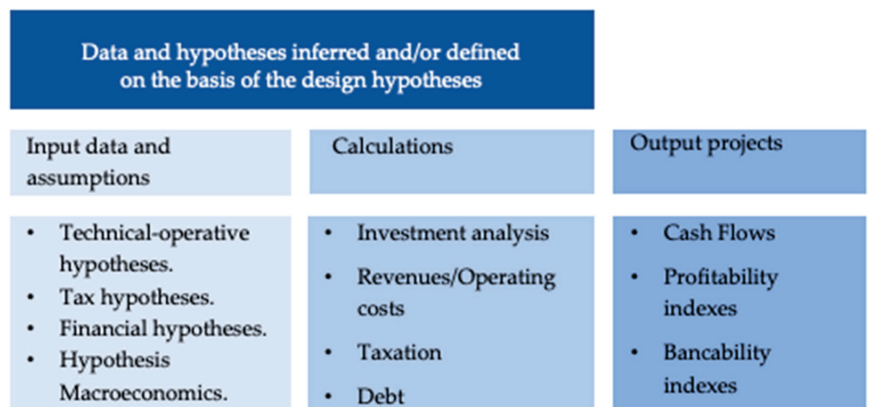 Data and hypotheses inferred and/or defined
on the basis of the design hypotheses
Input data and
assumptions
Calculations
Output projects
• Technical-operative
hypotheses.
• Tax hypotheses.
• Financial hypotheses.
• Hypothesis
Macroeconomics.
• Investment analysis
• Revenues/Operating
costs
• Taxation
• Debt
• Cash Flows
• Profitability
indexes
• Bancability
indexes